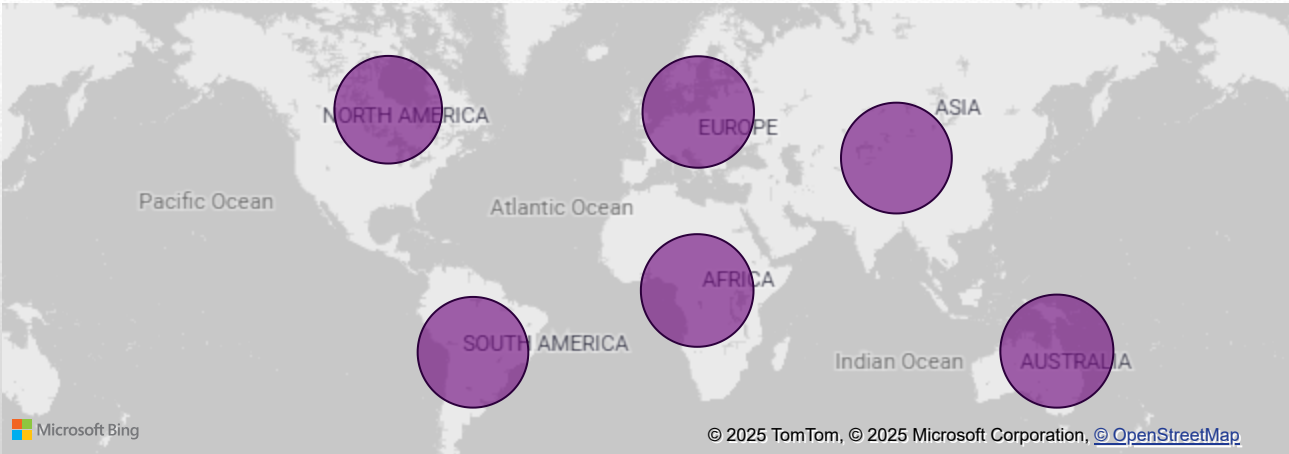 ASIA
NORTH AMERICA
EUROPE
Pacific Ocean
Atlantic Ocean
AFRICA
SOUTH AMERICA
Indian Ocean
AUSTRALIA
Microsoft Bing
© 2025 TomTom, © 2025 Microsoft Corporation, © OpenStreetMap